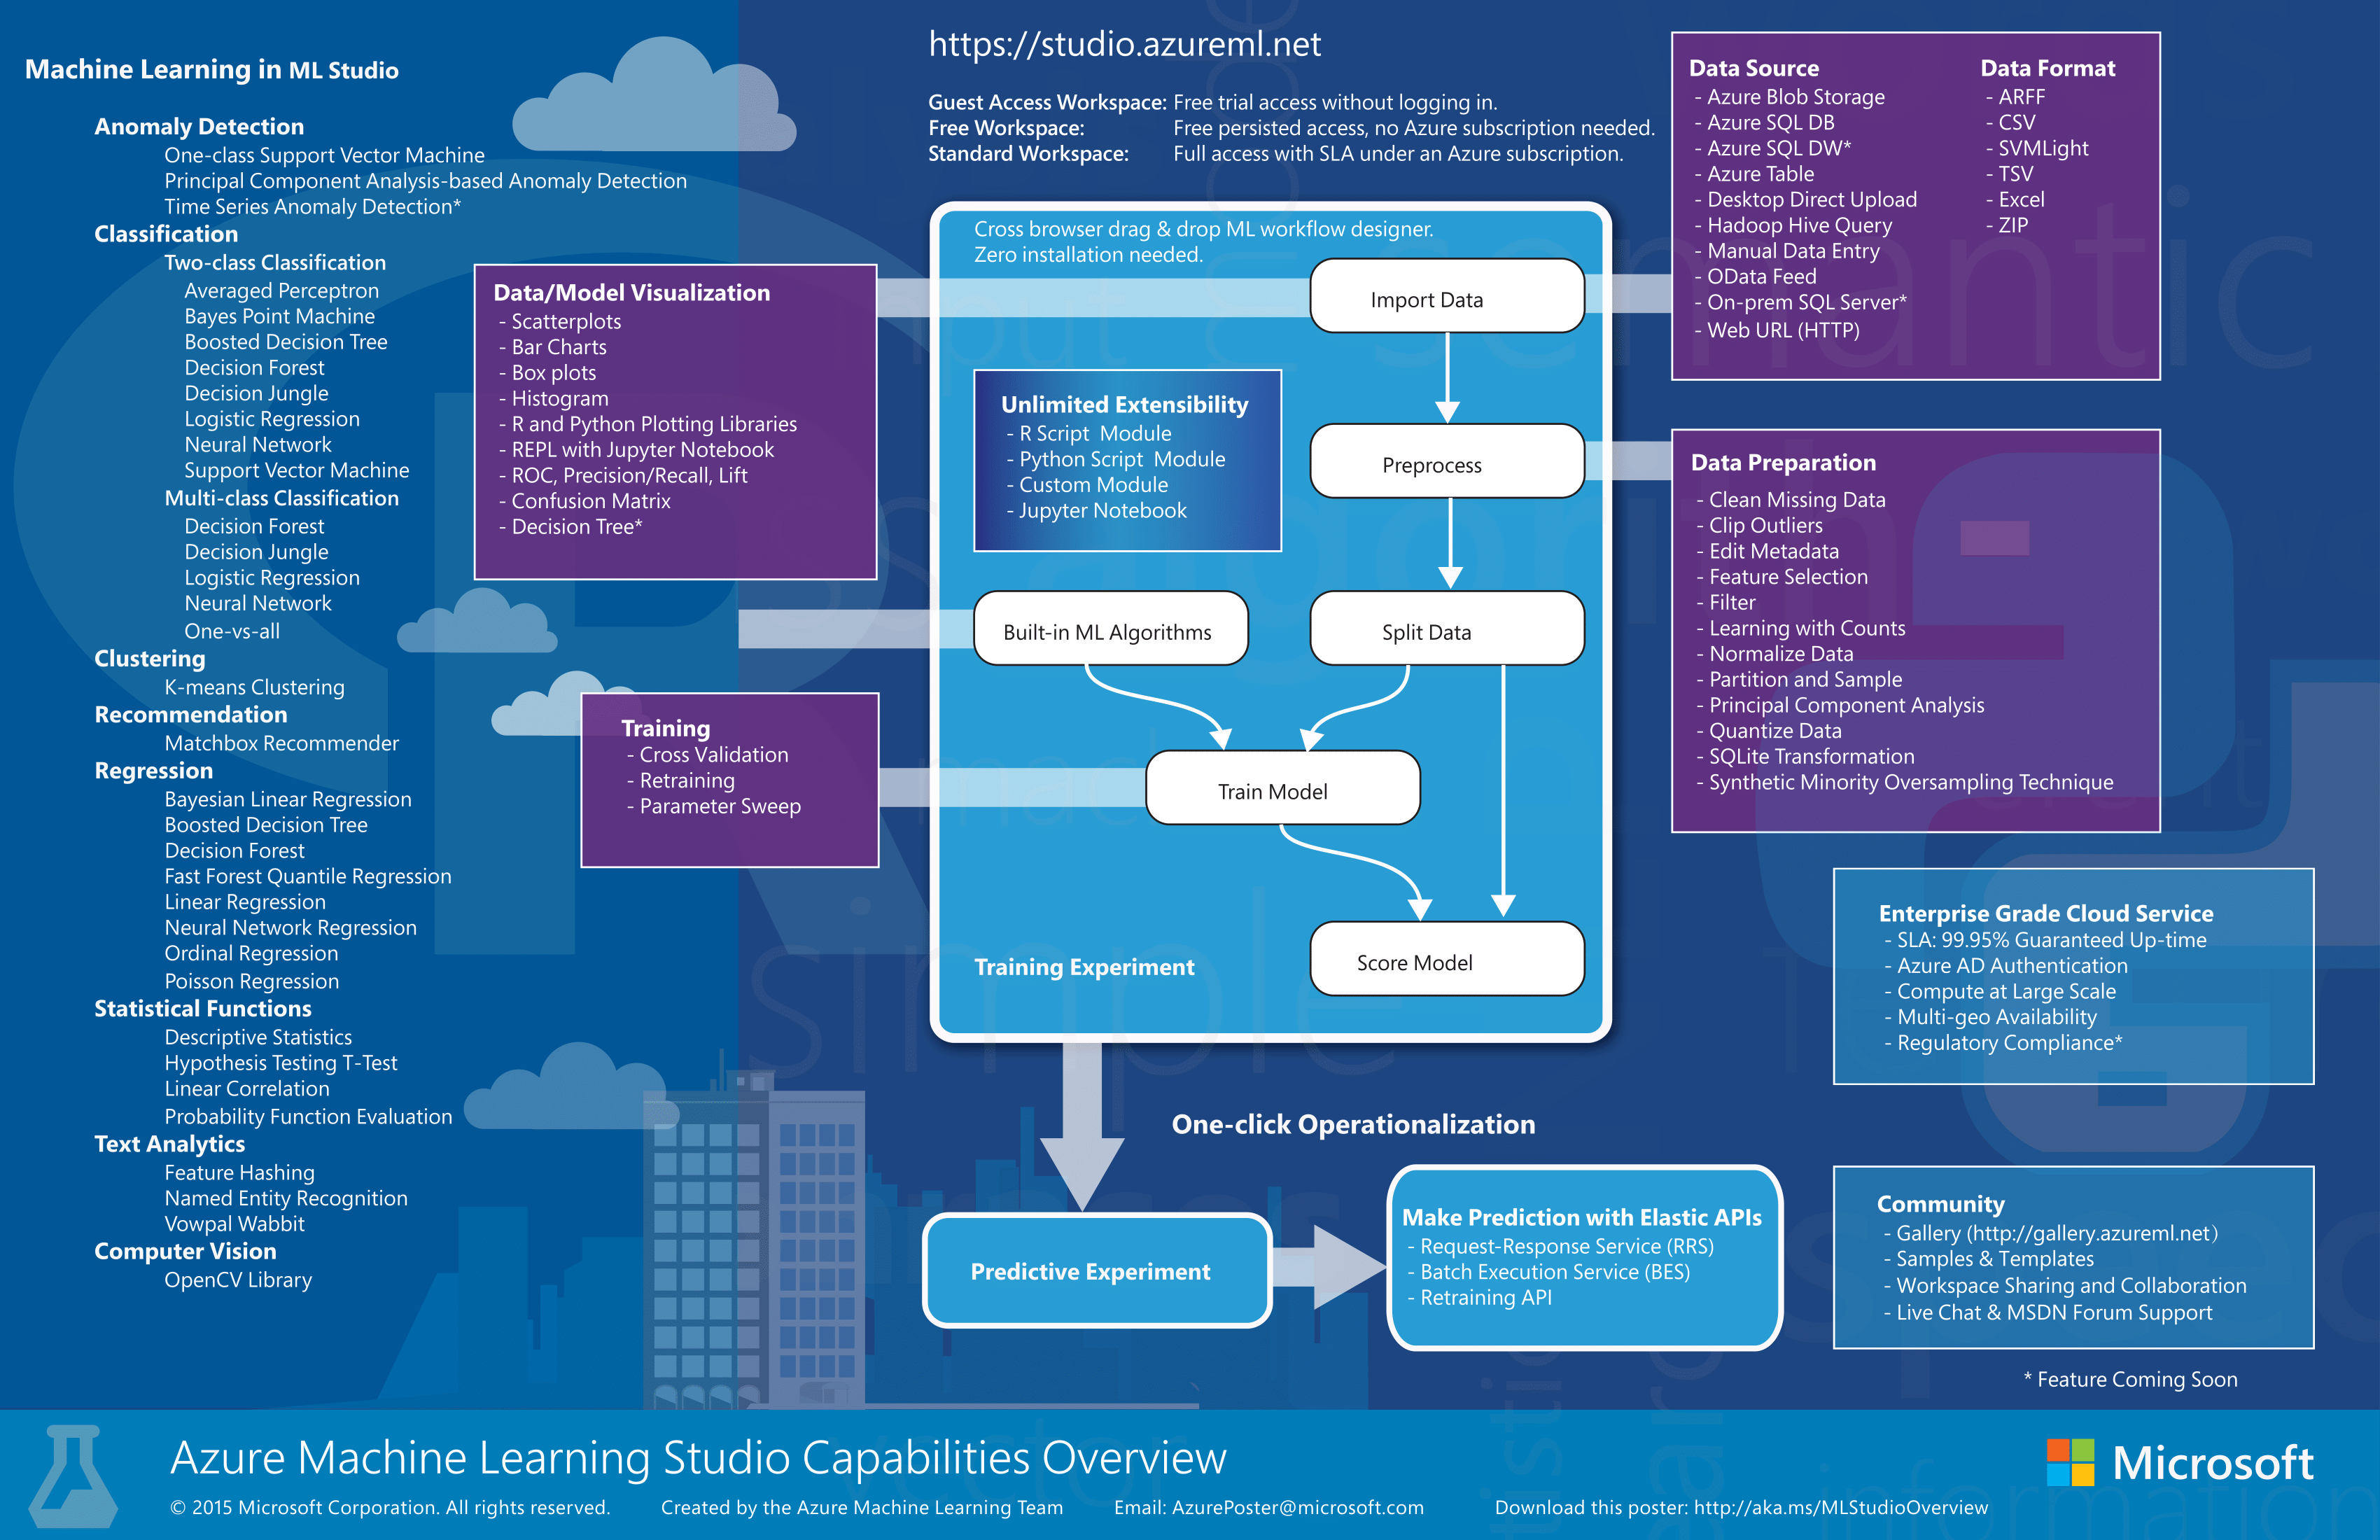 Machine Learning in ML Studio
Anomaly Detection
One-class Support Vector Machine
Principal Component Analysis-based Anomaly Detection
Time Series Anomaly Detection*
Classification
Two-class Classification
Averaged Perceptron
Bayes Point Machine
Boosted Decision Tree
Decision Forest
Decision Jungle
Logistic Regression
Neural Network
Support Vector Machine
Multi-class Classification
Decision Forest
Decision Jungle
Logistic Regression
Neural Network
One-vs-all
Clustering
K-means Clustering
Recommendation
Matchbox Recommender
Regression
Bayesian Linear Regression
Boosted Decision Tree
Decision Forest
Fast Forest Quantile Regression
Linear Regression
Neural Network Regression
Ordinal Regression
Poisson Regression
Statistical Functions
Descriptive Statistics
Hypothesis Testing T-Test
Linear Correlation
Probability Function Evaluation
Text Analytics
Feature Hashing
Named Entity Recognition
Vowpal Wabbit
Computer Vision
OpenCV Library
Data/Model Visualization
- Scatterplots
- Bar Charts
- Box plots
- Histogram
- R and Python Plotting Libraries
- REPL with Jupyter Notebook
- ROC, Precision/Recall, Lift
- Confusion Matrix
- Decision Tree*
Training
- Cross Validation
- Retraining
- Parameter Sweep
https://studio.azureml.net
Guest Access Workspace: Free trial access without logging in.
Free Workspace: Free persisted access, no Azure subscription needed.
Standard Workspace: Full access with SLA under an Azure subscription.
Cross browser drag & drop ML workflow designer.
Zero installation needed.
Import Data
Unlimited Extensibility
- R Script Module
- Python Script Module
- Custom Module
- Jupyter Notebook
Preprocess
Built-in ML Algorithms
Split Data
Train Model
Score Model
Training Experiment
One-click Operationalization
Predictive Experiment
Make Prediction with Elastic APIs
- Request-Response Service (RRS)
- Batch Execution Service (BES)
- Retraining API
Data Source
- Azure Blob Storage
- Azure SQL DB
- Azure SQL DW*
- Azure Table
- Desktop Direct Upload
- Hadoop Hive Query
- Manual Data Entry
- OData Feed
- On-prem SQL Server*
- Web URL (HTTP)
Data Format
- ARFF
- CSV
- SVMLight
- TSV
- Excel
- ZIP
Data Preparation
- Clean Missing Data
- Clip Outliers
- Edit Metadata
- Feature Selection
- Filter
- Learning with Counts
- Normalize Data
- Partition and Sample
- Principal Component Analysis
- Quantize Data
- SQLite Transformation
- Synthetic Minority Oversampling Technique
Enterprise Grade Cloud Service
- SLA: 99.95% Guaranteed Up-time
- Azure AD Authentication
- Compute at Large Scale
- Multi-geo Availability
- Regulatory Compliance*
Community
- Gallery (http://gallery.azureml.net)
- Samples & Templates
- Workspace Sharing and Collaboration
- Live Chat & MSDN Forum Support
* Feature Coming Soon
Azure Machine Learning Studio Capabilities Overview
Microsoft
© 2015 Microsoft Corporation. All rights reserved. Created by the Azure Machine Learning Team Email: AzurePoster@microsoft.com Download this poster: http://aka.ms/MLStudioOverview